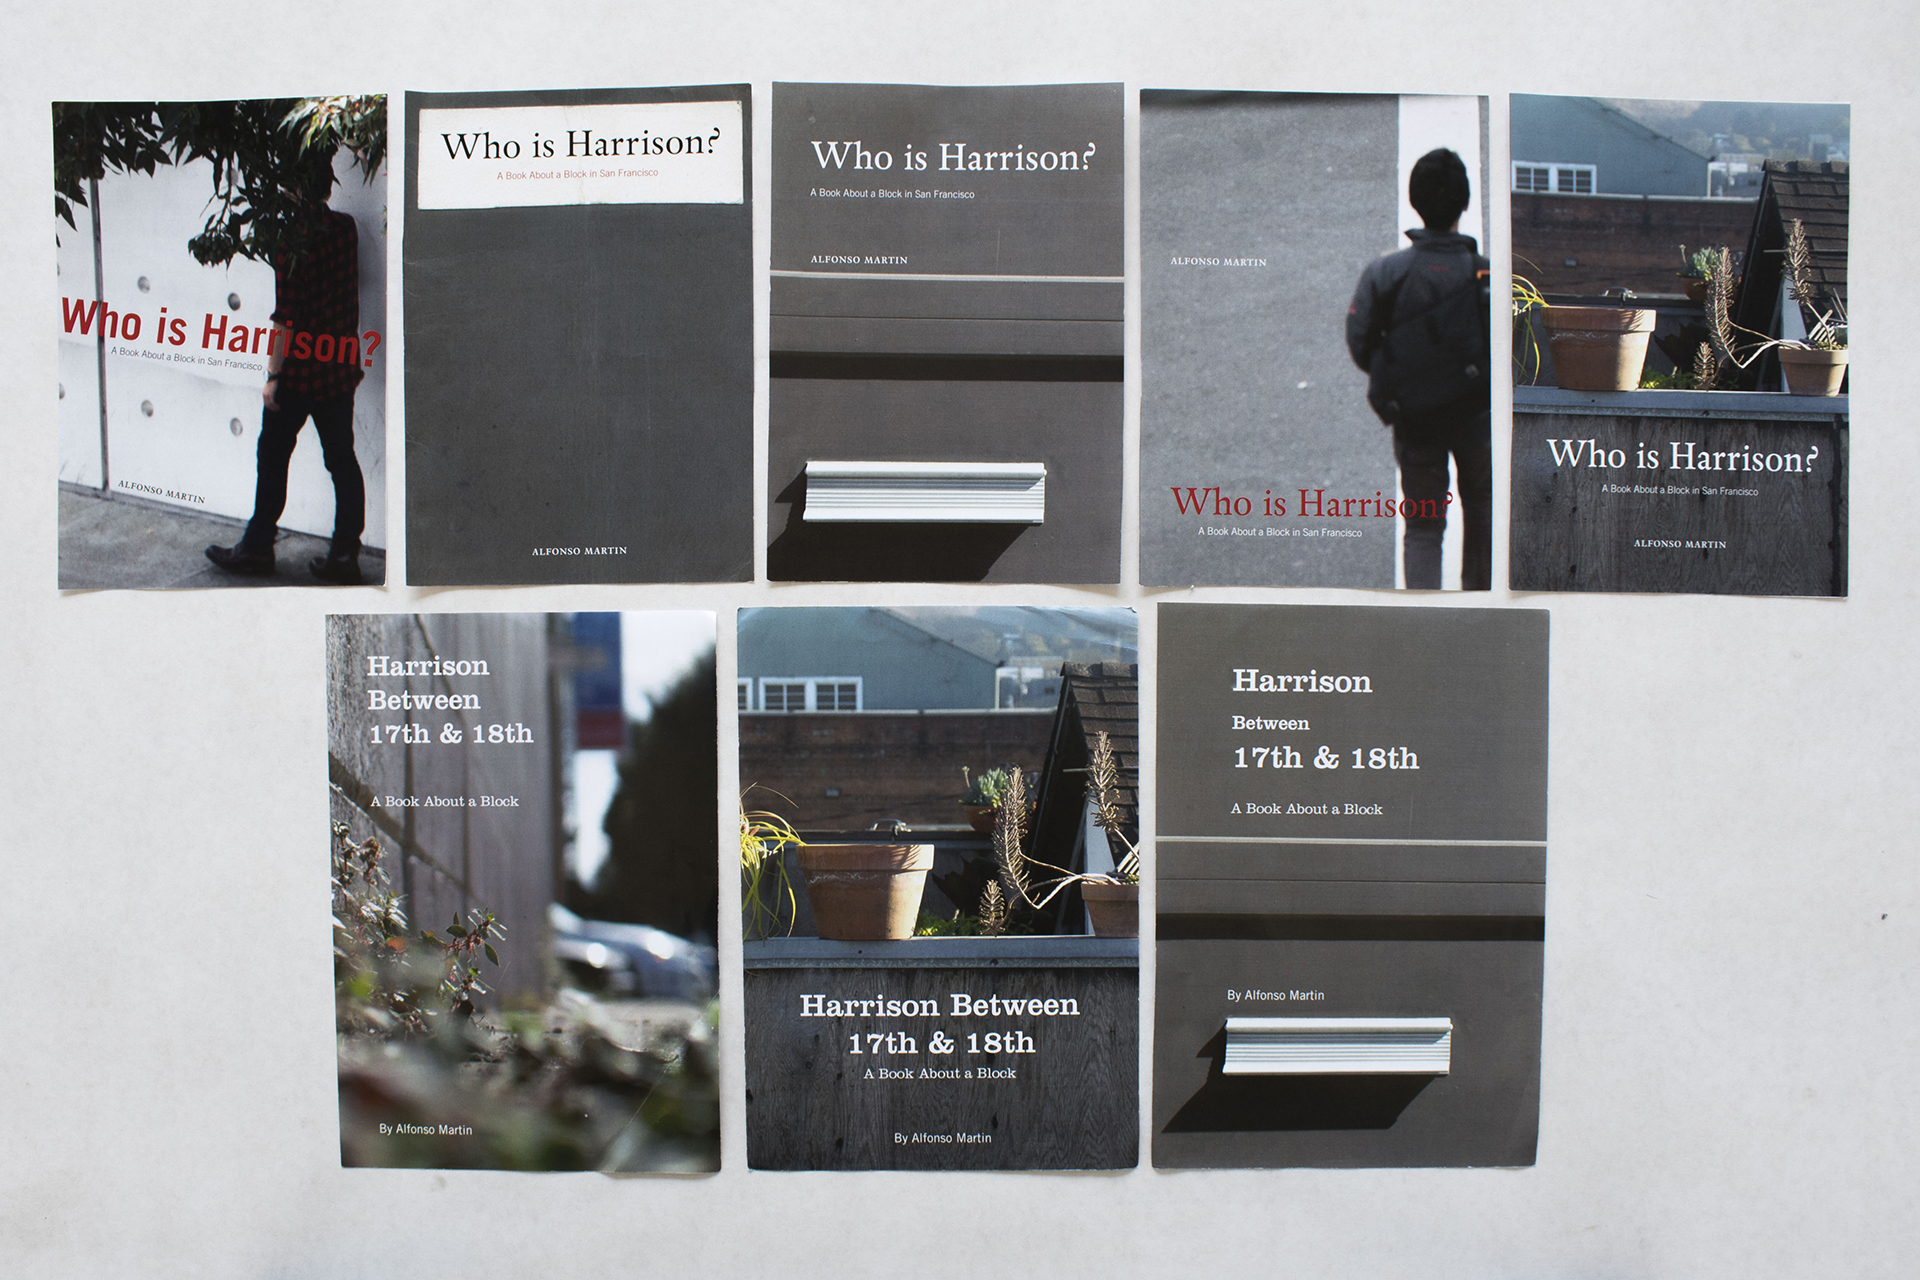 Who is Harrison?
A Book About a Block in San Francisco
ALFONSO MARTIN
Who is Harrison?
A Book About a Block in San Francisco
ALFONSO MARTIN
Who is Harrison?
A Book About a Block in San Francisco
ALFONSO MARTIN
ALFONSO MARTIN
Who is Harrison?
A Book About a Block in San Francisco
Who is Harrison?
A Book About a Block in San Francisco
ALFONSO MARTIN
Harrison
Between
17th & 18th
A Book About a Block
By Alfonso Martin
Harrison Between
17th & 18th
A Book About a Block
By Alfonso Martin
Harrison
Between
17th & 18th
A Book About a Block
By Alfonso Martin